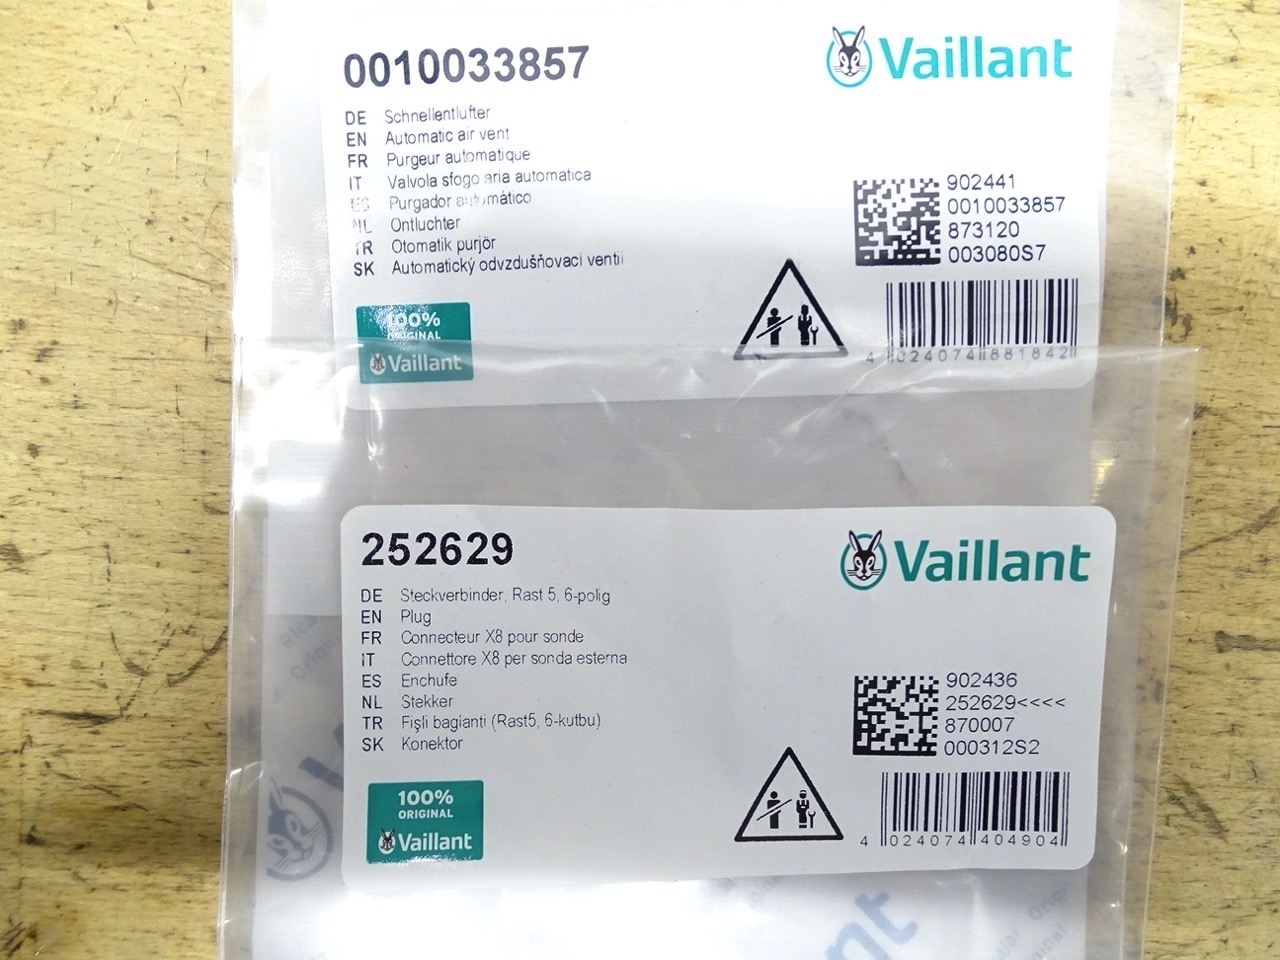 0010033857
Vaillant
DE Schnellentlufter
EN Automatic air vent
FR Purgeur automatique
IT Valvola sfogo aria automatica
ES Purgador automático
NL Ontluchter
TR Otomatik purjör
SK Automatický odvzdušňovací ventil
902441
0010033857
873120
003080S7
4 024074 881842
100%
ORIGINAL
Vaillant
252629
Vaillant
DE Steckverbinder, Rast 5, 6-polig
EN Plug
FR Connecteur X8 pour sonde
IT Connettore X8 per sonda esterna
ES Enchufe
NL Stekker
TR Fişli bagianti (Rast5, 6-kutbu)
SK Konektor
902436
252629<<<<
870007
000312S2
4 024074 404904
100%
ORIGINAL
Vaillant